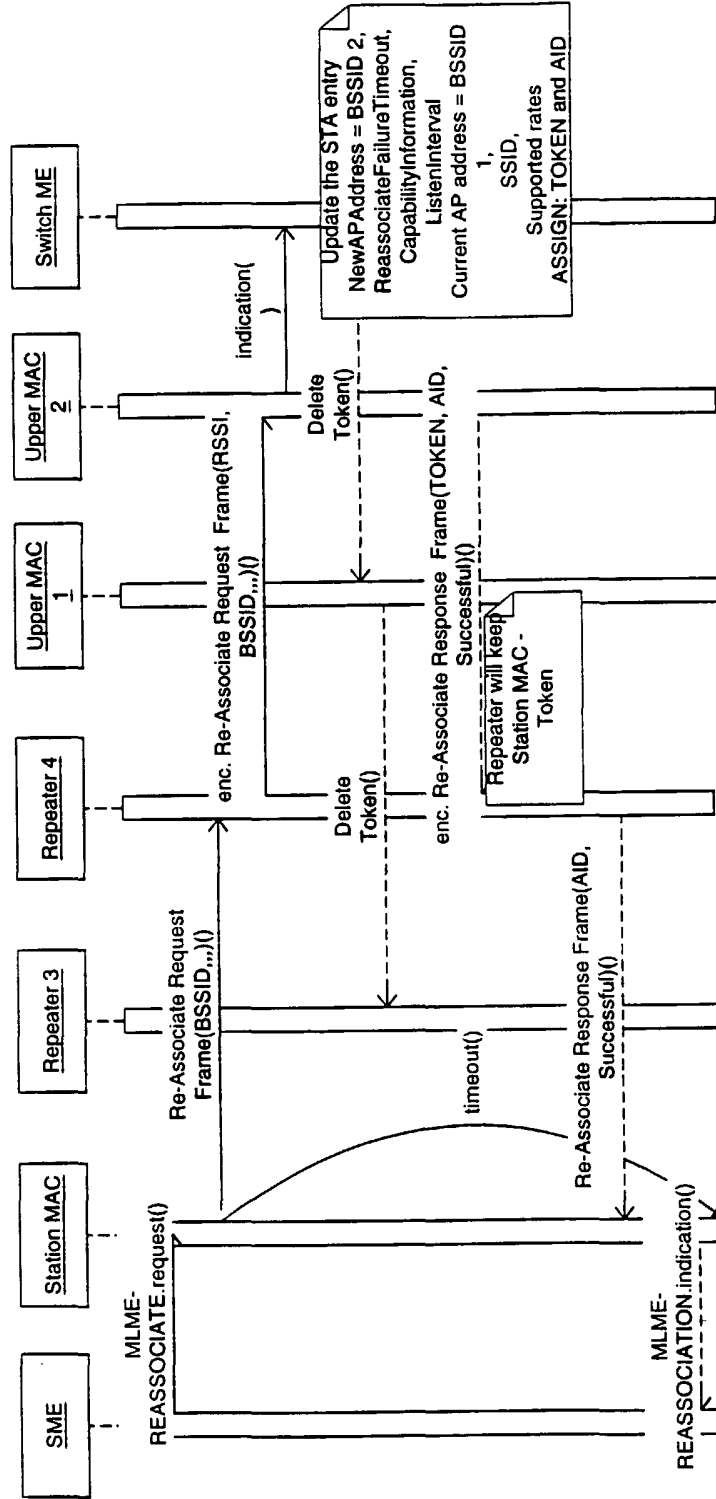 SME
Station MAC
Repeater 3
Repeater 4
Upper MAC
1
Upper MAC
2
Switch ME
MLME-
REASSOCIATE.request()
Re-Associate Request
Frame(BSSID,,,)()
enc. Re-Associate Request Frame(RSSI,
BSSID,,,)()
indication(
)
Update the STA entry
NewAPAddress = BSSID 2,
ReassociateFailureTimeout,
CapabilityInformation,
ListenInterval
Current AP address = BSSID
1,
SSID,
Supported rates
ASSIGN: TOKEN and AID
Delete
Token()
Delete
Token()
enc. Re-Associate Response Frame(TOKEN, AID,
Successful)()
Repeater will keep
Station MAC -
Token
timeout()
Re-Associate Response Frame(AID,
Successful)()
MLME-
REASSOCIATION.indication()